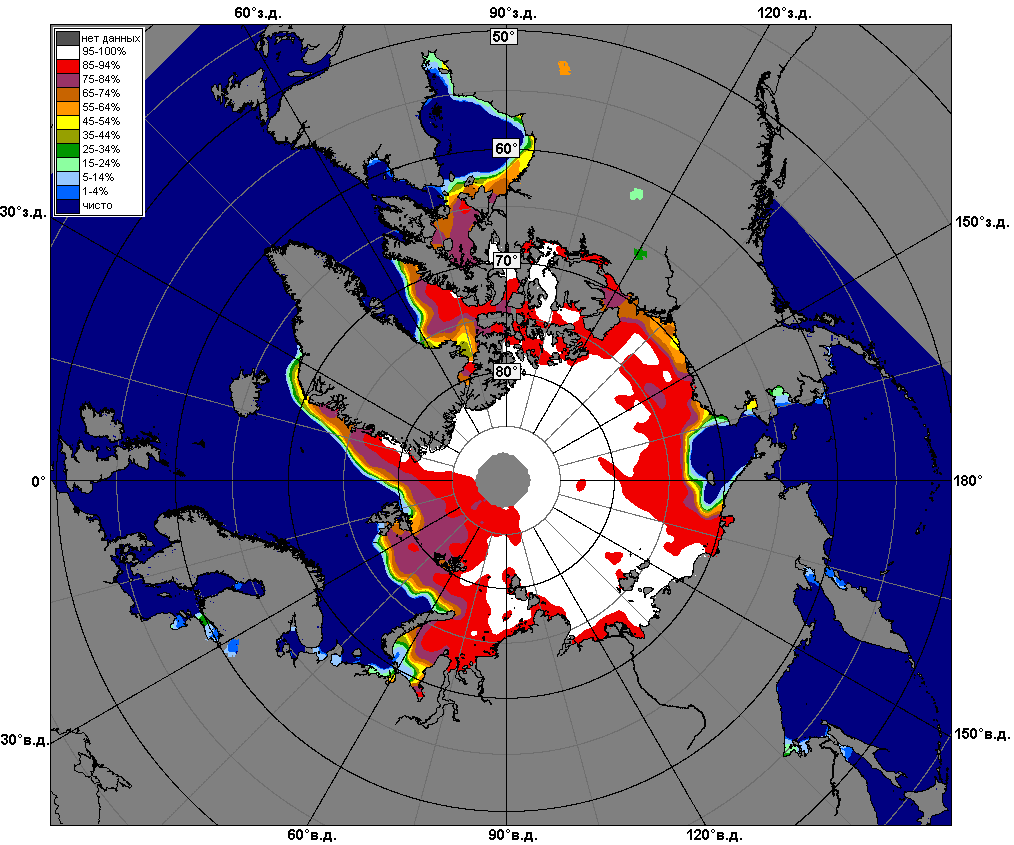 60°з.д.
90°з.д.
120°з.д.
50°
нет данных
95-100%
85-94%
75-84%
65-74%
55-64%
45-54%
35-44%
25-34%
15-24%
5-14%
1-4%
чисто
60°
30°з.д.
150°з.д.
70°
80°
0°
180°
30°в.д.
150°в.д.
60°в.д.
90°в.д.
120°в.д.